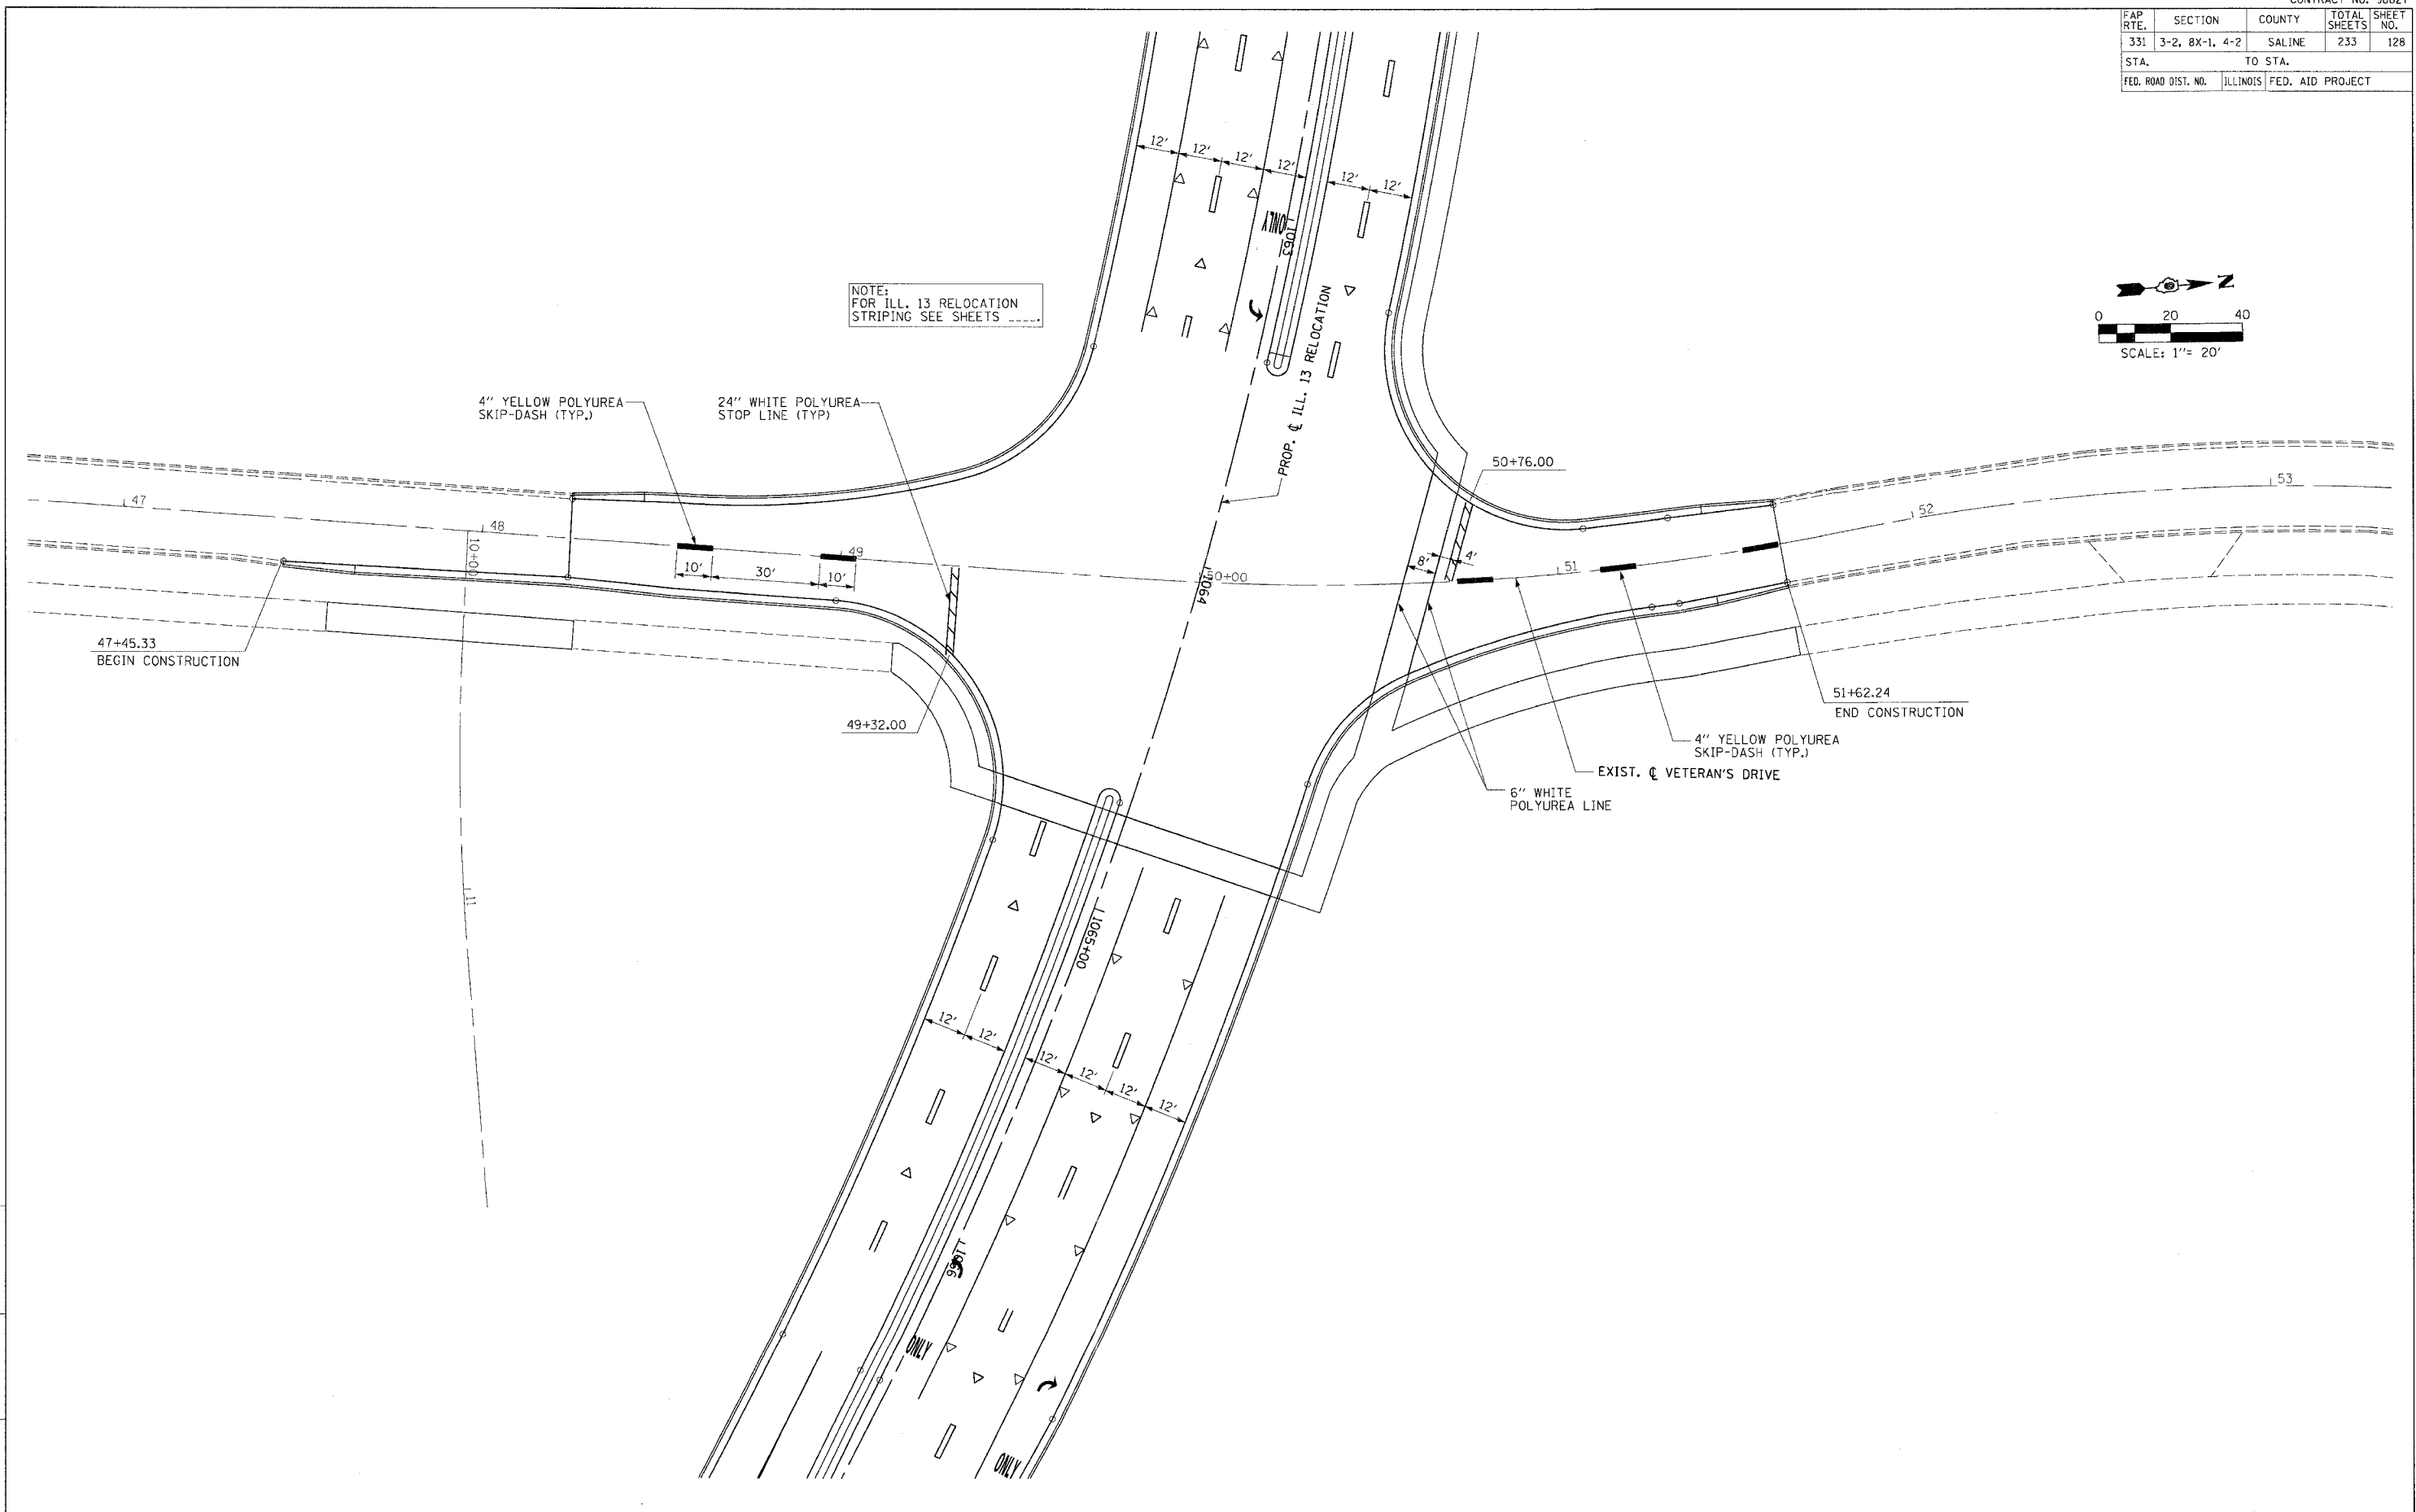 FAP RTE. SECTION COUNTY TOTAL SHEETS SHEET NO.
331 3-2, 8X-1, 4-2 SALINE 233 128
STA. TO STA.
FED. ROAD DIST. NO. ILLINOIS FED. AID PROJECT
12' 12' 12' 12' 12' 12'
ONLY
1063
NOTE:
FOR ILL. 13 RELOCATION
STRIPING SEE SHEETS ____.
PROP. ℄ ILL. 13 RELOCATION
N
0 20 40
SCALE: 1"= 20'
4" YELLOW POLYUREA
SKIP-DASH (TYP.)
24" WHITE POLYUREA
STOP LINE (TYP)
50+76.00
47
48
49
50+00
51
52
53
10+00
10' 30' 10'
8' 4'
1064
47+45.33
BEGIN CONSTRUCTION
49+32.00
51+62.24
END CONSTRUCTION
4" YELLOW POLYUREA
SKIP-DASH (TYP.)
EXIST. ℄ VETERAN'S DRIVE
6" WHITE
POLYUREA LINE
11
1065+00
12' 12' 12' 12' 12' 12'
1066
ONLY
ONLY